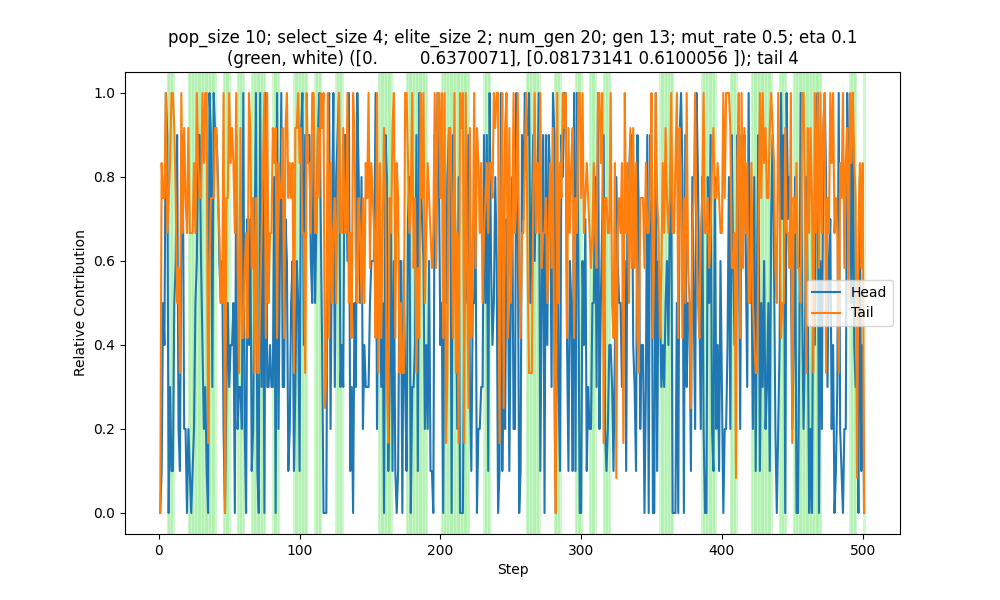 pop_size 10; select_size 4; elite_size 2; num_gen 20; gen 13; mut_rate 0.5; eta 0.1
(green, white) ([0.        0.6370071], [0.08173141 0.6100056 ]); tail 4
Relative Contribution
1.0
0.8
0.6
0.4
0.2
0.0
Head
Tail
0
100
200
300
400
500
Step